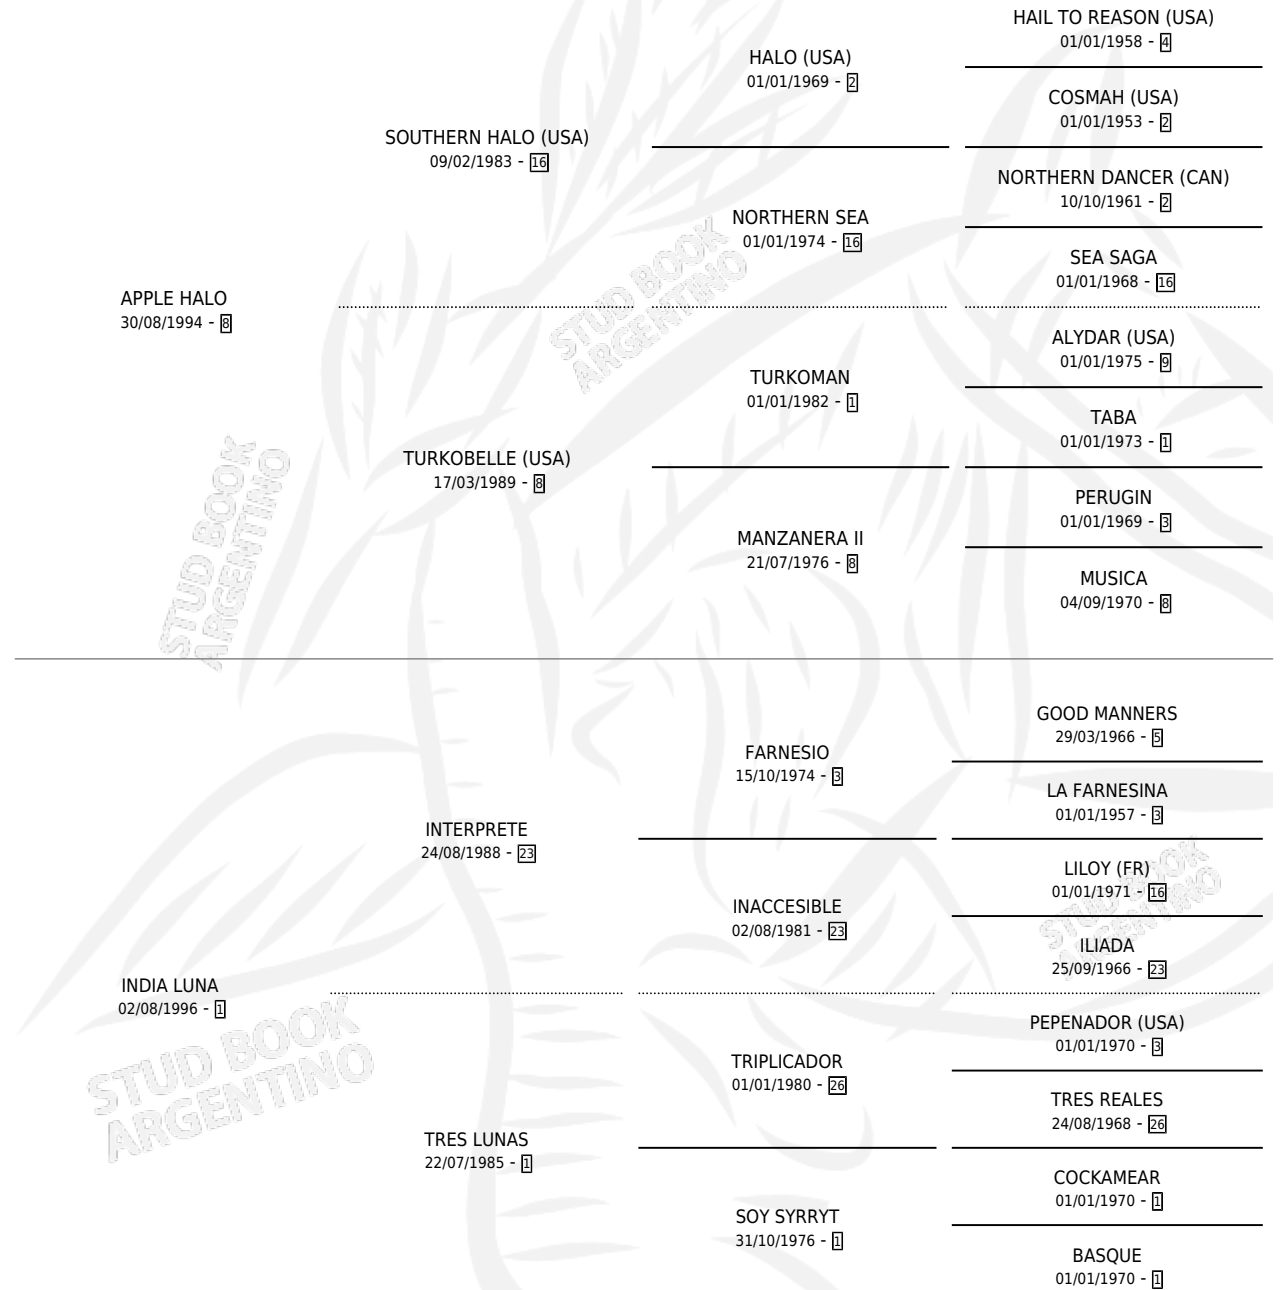 HAIL TO REASON (USA)
01/01/1958 - 4
HALO (USA)
01/01/1969 - 2
COSMAH (USA)
01/01/1953 - 2
SOUTHERN HALO (USA)
09/02/1983 - 16
NORTHERN DANCER (CAN)
10/10/1961 - 2
NORTHERN SEA
01/01/1974 - 16
SEA SAGA
01/01/1968 - 16
APPLE HALO
30/08/1994 - 8
STUD BOOK
ARGENTINO
ALYDAR (USA)
01/01/1975 - 9
TURKOMAN
01/01/1982 - 1
TABA
01/01/1973 - 1
TURKOBELLE (USA)
17/03/1989 - 8
PERUGIN
01/01/1969 - 3
MANZANERA II
21/07/1976 - 8
MUSICA
04/09/1970 - 8
STUD BOOK
ARGENTINO
GOOD MANNERS
29/03/1966 - 5
FARNESIO
15/10/1974 - 3
LA FARNESINA
01/01/1957 - 3
INTERPRETE
24/08/1988 - 23
LILOY (FR)
01/01/1971 - 16
INACCESIBLE
02/08/1981 - 23
STUD BOOK
ARGENTINO
ILIADA
25/09/1966 - 23
INDIA LUNA
02/08/1996 - 1
PEPENADOR (USA)
01/01/1970 - 3
TRIPLICADOR
01/01/1980 - 26
STUD BOOK
ARGENTINO
TRES REALES
24/08/1968 - 26
TRES LUNAS
22/07/1985 - 1
COCKAMEAR
01/01/1970 - 1
SOY SYRRYT
31/10/1976 - 1
BASQUE
01/01/1970 - 1